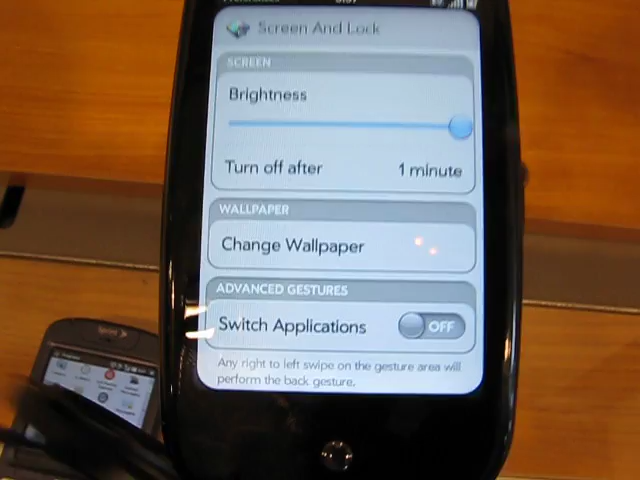 Screen And Lock
SCREEN
Brightness
Turn off after 1 minute
WALLPAPER
Change Wallpaper
ADVANCED GESTURES
Switch Applications OFF
Any right to left swipe on the gesture area will
perform the back gesture.
Sprint